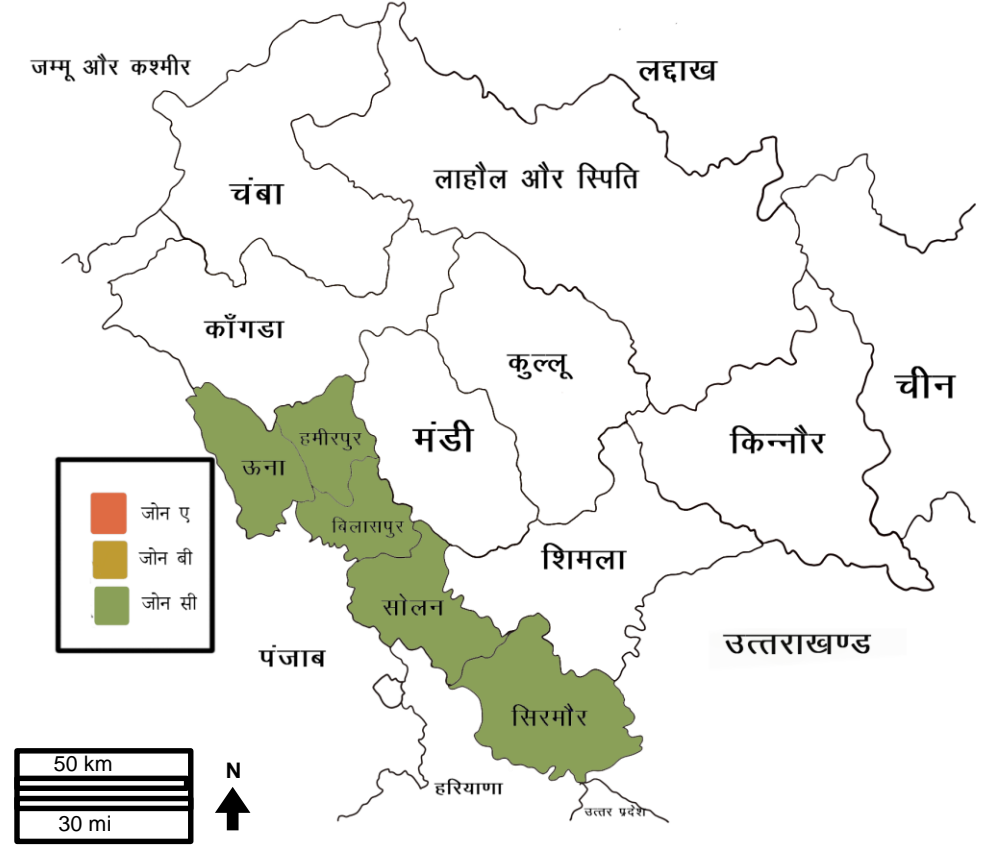 जम्मू और कश्मीर
लद्दाख
चंबा
लाहौल और स्पिति
काँगडा
कुल्लू
चीन
मंडी
किन्नौर
हमीरपुर
ऊना
बिलासपुर
जोन ए
जोन बी
जोन सी
शिमला
सोलन
पंजाब
उत्तराखण्ड
सिरमौर
50 km
30 mi
N
हरियाणा
उत्तर प्रदेश